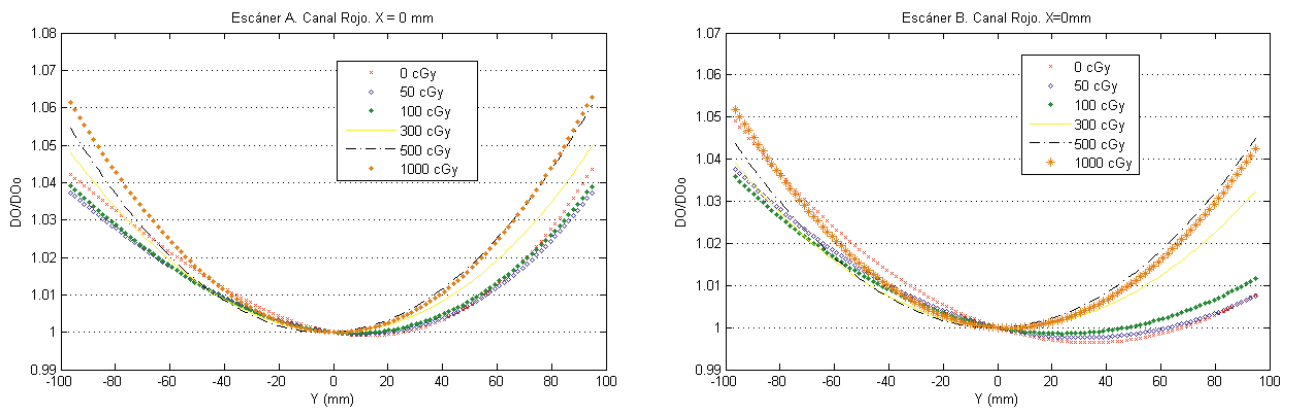 Escáner A. Canal Rojo. X = 0 mm
1.08
1.07
1.06
1.05
1.04
1.03
1.02
1.01
1
0.99
DO/DOo
0 cGy
50 cGy
100 cGy
300 cGy
500 cGy
1000 cGy
-100 -80 -60 -40 -20 0 20 40 60 80 100
Y (mm)
Escáner B. Canal Rojo. X=0mm
1.07
1.06
1.05
1.04
1.03
1.02
1.01
1
0.99
DO/DOo
0 cGy
50 cGy
100 cGy
300 cGy
500 cGy
1000 cGy
-100 -80 -60 -40 -20 0 20 40 60 80 100
Y (mm)